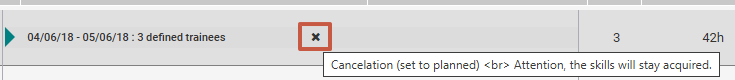 04/06/18 - 05/06/18 : 3 defined trainees 3 42h
Cancelation (set to planned) <br> Attention, the skills will stay acquired.